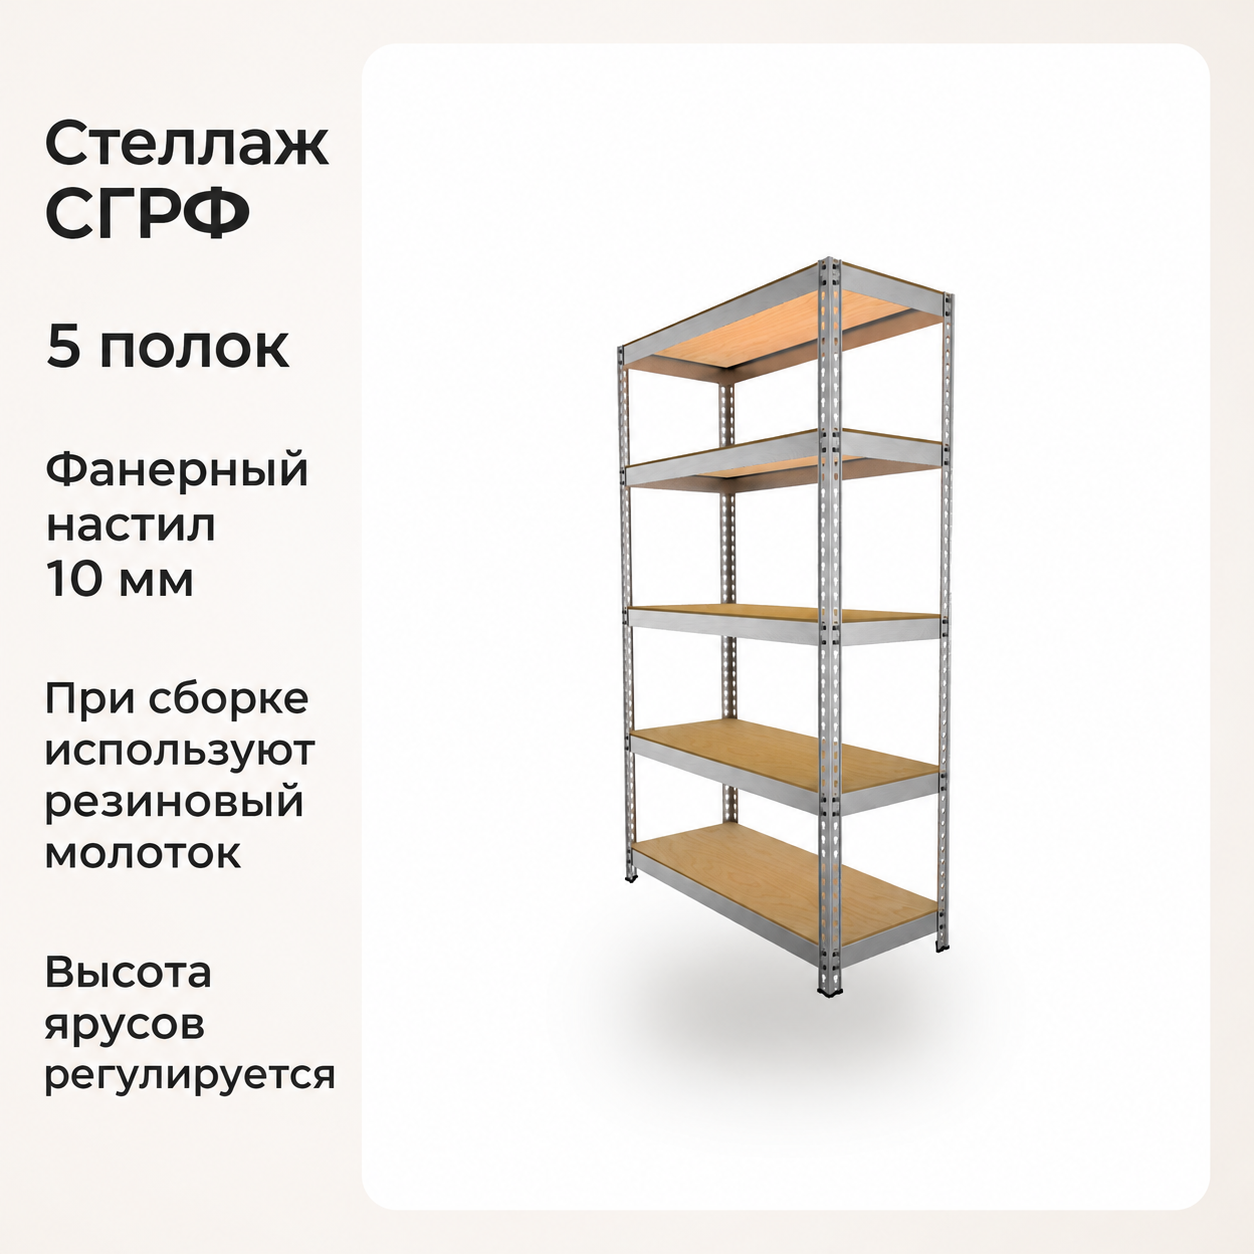 Стеллаж
СГРФ
5 полок
Фанерный
настил
10 мм
При сборке
используют
резиновый
молоток
Высота
ярусов
регулируется